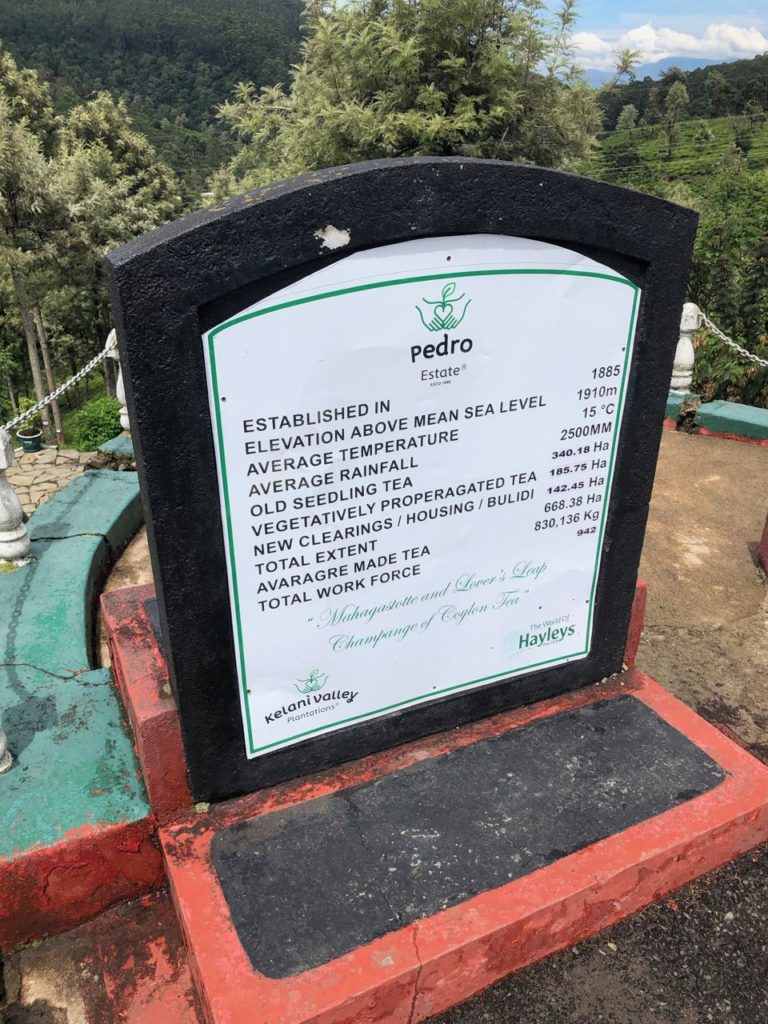 pedro
Estate®
ESTABLISHED IN 1885
ELEVATION ABOVE MEAN SEA LEVEL 1910m
AVERAGE TEMPERATURE 15 °C
AVERAGE RAINFALL 2500MM
OLD SEEDLING TEA 340.18 Ha
VEGETATIVELY PROPERAGATED TEA 185.75 Ha
NEW CLEARINGS / HOUSING / BULIDI 142.45 Ha
TOTAL EXTENT 668.38 Ha
AVARAGRE MADE TEA 830,136 Kg
TOTAL WORK FORCE 942
"Mahagastotte and Lover's Leap
Champange of Ceylon Tea"
The World Of
Hayleys
Kelani Valley
Plantations®